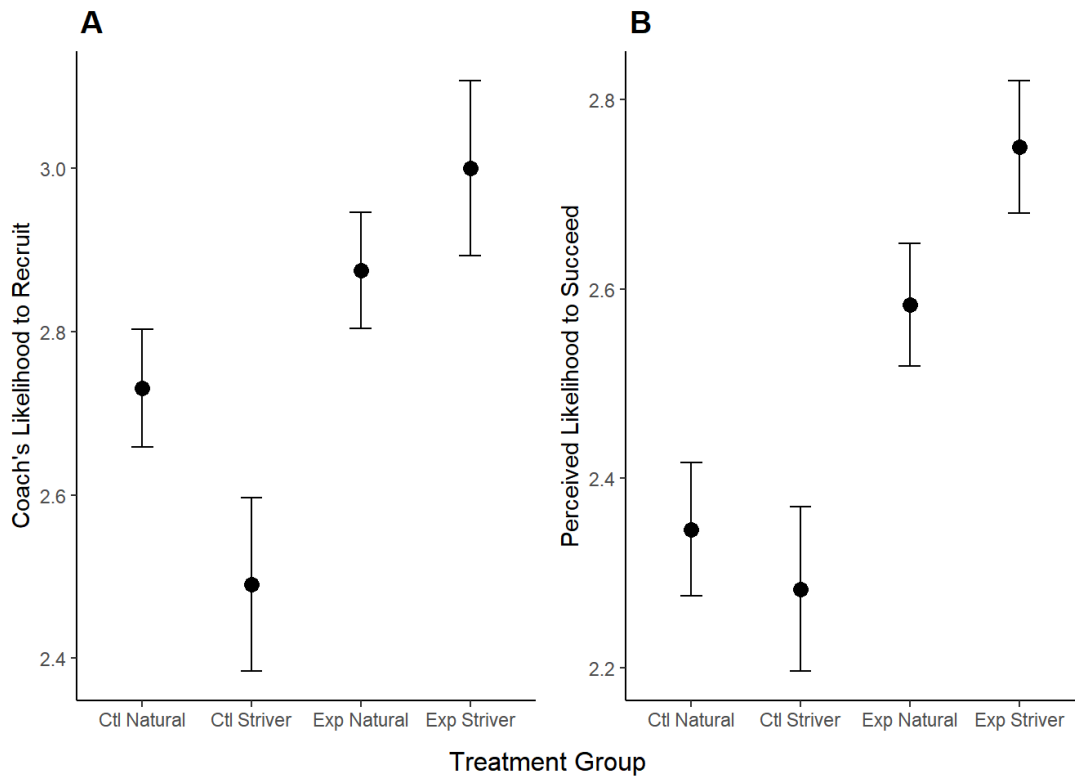 A
Coach's Likelihood to Recruit
3.0
2.8
2.6
2.4
Ctl Natural Ctl Striver Exp Natural Exp Striver
B
Perceived Likelihood to Succeed
2.8
2.6
2.4
2.2
Ctl Natural Ctl Striver Exp Natural Exp Striver
Treatment Group